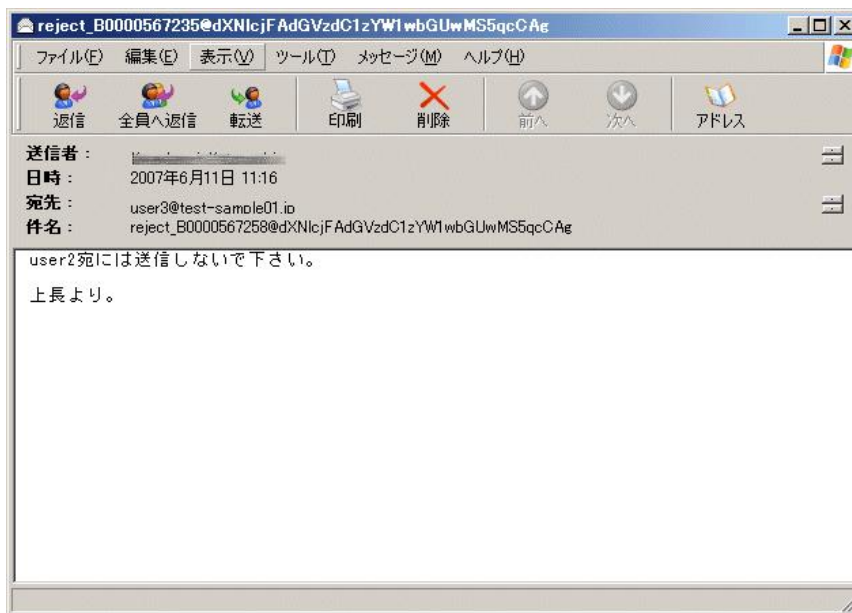 reject_B0000567235@dXNlcjFAdGVzdC1zYW1wbGUwMS5qcCAg
ファイル(F) 編集(E) 表示(V) ツール(T) メッセージ(M) ヘルプ(H)
返信 全員へ返信 転送 印刷 削除 前へ 次へ アドレス
送信者：
日時： 2007年6月11日 11:16
宛先： user3@test-sample01.jp
件名： reject_B0000567258@dXNlcjFAdGVzdC1zYW1wbGUwMS5qcCAg
user2宛には送信しないで下さい。
上長より。